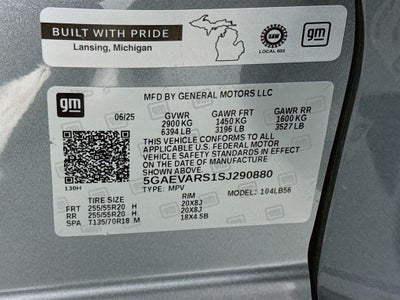 BUILT WITH PRIDE
Lansing, Michigan
UAW
LOCAL 602
gm
gm
MFD BY GENERAL MOTORS LLC
06/25 GVWR GAWR FRT GAWR RR
2900 KG 1450 KG 1600 KG
6394 LB 3196 LB 3527 LB
THIS VEHICLE CONFORMS TO ALL
APPLICABLE U.S. FEDERAL MOTOR
VEHICLE SAFETY STANDARDS IN EFFECT
ON THE DATE OF MANUFACTURE
SHOWN ABOVE.
5GAEVARS1SJ290880
130H
TYPE: MPV MODEL: 104LB56
TIRE SIZE RIM
FRT 255/55R20 H 20X8J
RR 255/55R20 H 20X8J
SPA T135/70R18 M 18X4.5B